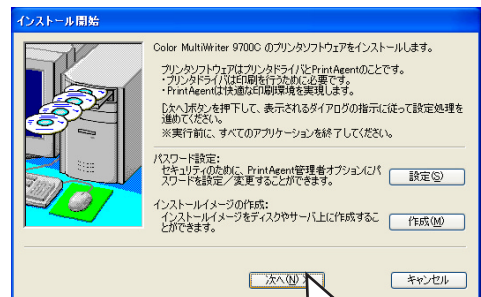 インストール開始
Color MultiWriter 9700C のプリンタソフトウェアをインストールします。
プリンタソフトウェアはプリンタドライバとPrintAgentのことです。
・プリンタドライバは印刷を行うために必要です。
・PrintAgentは快適な印刷環境を実現します。
[次へ]ボタンを押下して、表示されるダイアログの指示に従って設定処理を
進めてください。
※実行前に、すべてのアプリケーションを終了してください。
パスワード設定:
セキュリティのために、PrintAgent管理者オプションにパ
スワードを設定／変更することができます。
設定(S)
インストールイメージの作成:
インストールイメージをディスクやサーバ上に作成するこ
とができます。
作成(M)
次へ(N) >
キャンセル